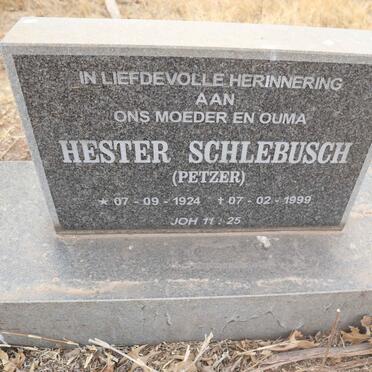 IN LIEFDEVOLLE HERINNERING
AAN
ONS MOEDER EN OUMA
HESTER SCHLEBUSCH
(PETZER)
★ 07 - 09 - 1924 ✝ 07 - 02 - 1999
JOH 11 : 25